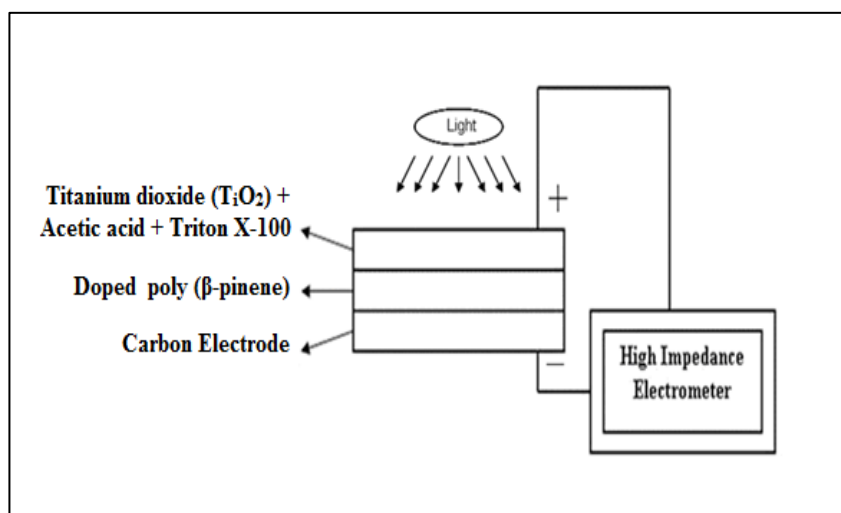 Light
+
Titanium dioxide (TiO₂) +
Acetic acid + Triton X-100
Doped poly (β-pinene)
Carbon Electrode
–
High Impedance
Electrometer